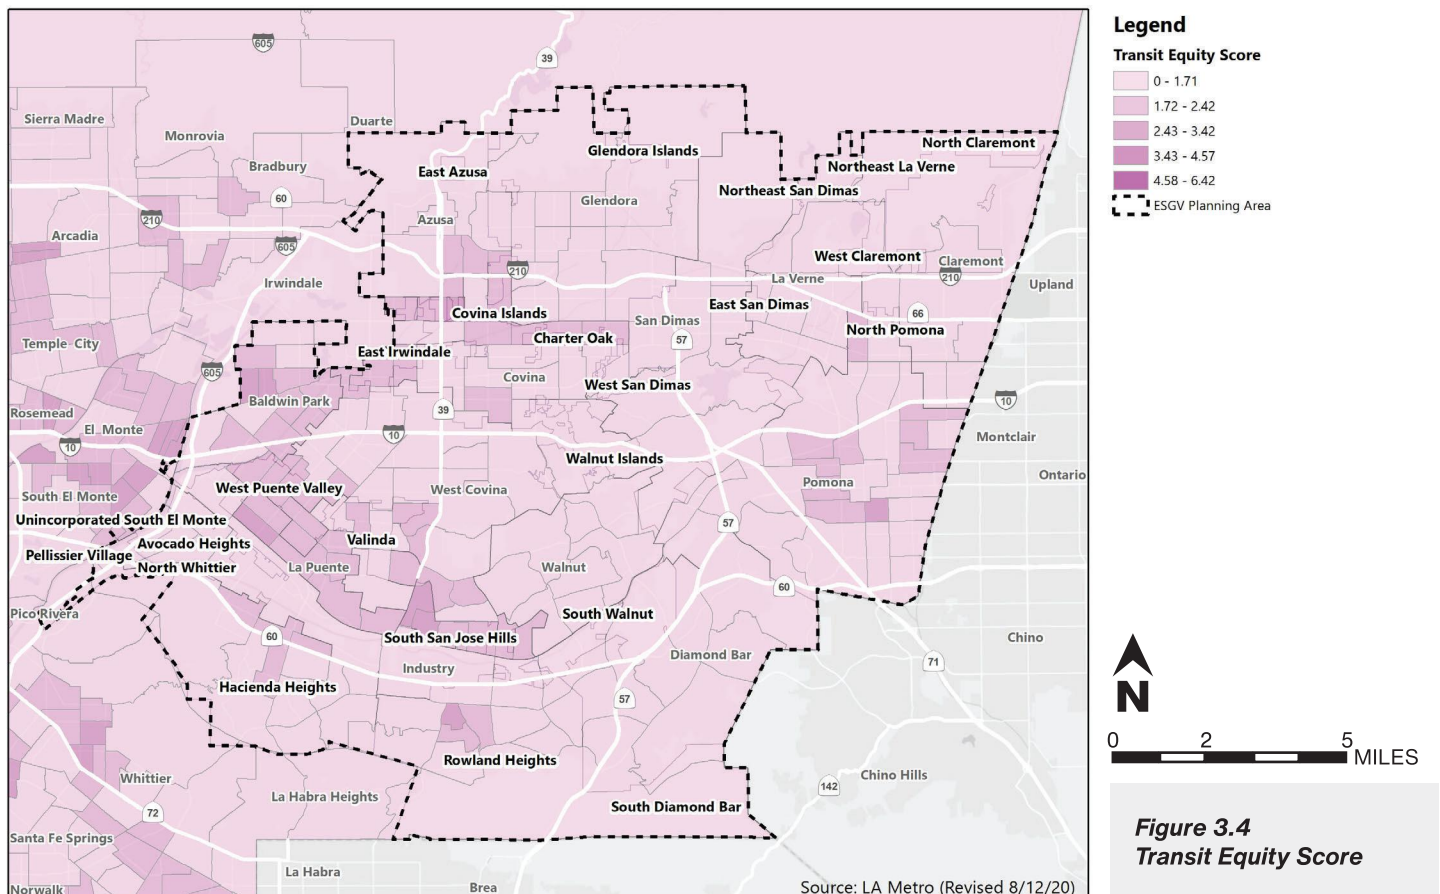 Legend
Transit Equity Score
0 - 1.71
1.72 - 2.42
2.43 - 3.42
3.43 - 4.57
4.58 - 6.42
ESGV Planning Area
605
39
Sierra Madre
Duarte
Monrovia
North Claremont
Glendora Islands
Bradbury
Northeast La Verne
East Azusa
Northeast San Dimas
60
Glendora
210
Azusa
Arcadia
605
West Claremont
Claremont
210
210
La Verne
Irwindale
Upland
East San Dimas
Covina Islands
66
San Dimas
North Pomona
Charter Oak
57
Temple City
East Irwindale
605
Covina
West San Dimas
Baldwin Park
10
Rosemead
39
El Monte
10
10
Montclair
Walnut Islands
Ontario
Pomona
West Puente Valley
West Covina
South El Monte
Unincorporated South El Monte
57
Avocado Heights
Valinda
Pellissier Village
North Whittier
La Puente
Walnut
60
Pico Rivera
South Walnut
60
South San Jose Hills
Chino
Industry
Diamond Bar
71
Hacienda Heights
57
N
0 2 5
MILES
Rowland Heights
Whittier
Chino Hills
142
La Habra Heights
South Diamond Bar
72
Santa Fe Springs
La Habra
Norwalk
Brea
Source: LA Metro (Revised 8/12/20)
Figure 3.4
Transit Equity Score